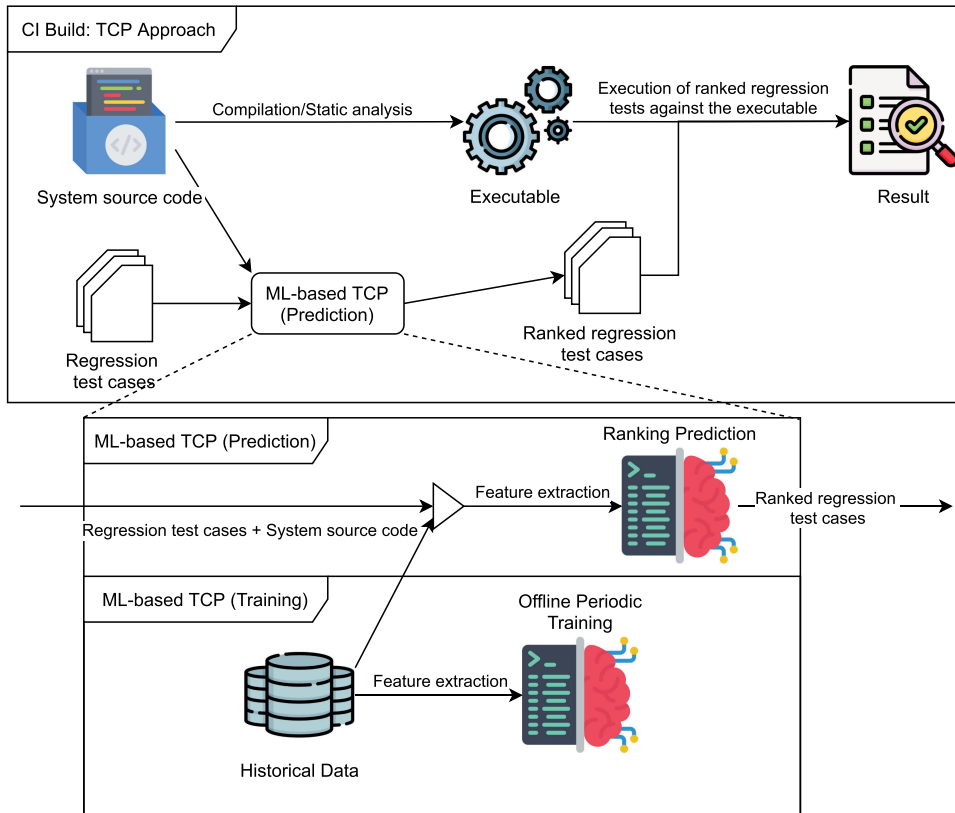 CI Build: TCP Approach
Compilation/Static analysis
Execution of ranked regression
tests against the executable
</>
System source code
Executable
Result
ML-based TCP
(Prediction)
Regression
test cases
Ranked regression
test cases
ML-based TCP (Prediction)
Ranking Prediction
Regression test cases + System source code
Feature extraction
Ranked regression
test cases
ML-based TCP (Training)
Offline Periodic
Training
Feature extraction
Historical Data